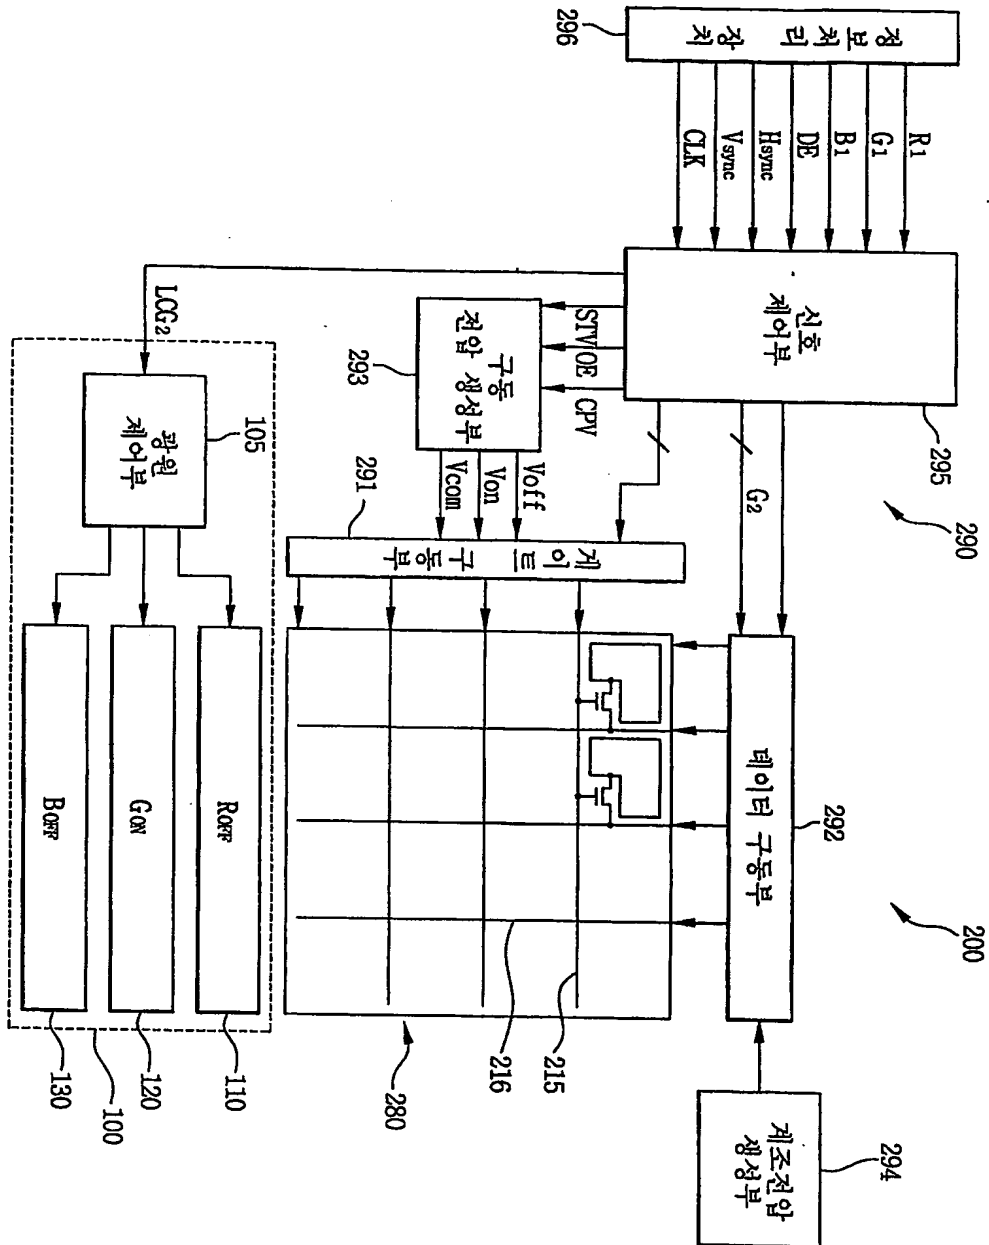 200
290
295
294
292
296
정보처리 장치
R1
G1
B1
DE
Hsync
Vsync
CLK
신호
제어부
G2
데이터 구동부
계조전압
생성부
STV
OE
CPV
구동
전압 생성부
293
Voff
Von
Vcom
게이트 구동부
291
215
216
280
LCG2
광원
제어부
105
ROFF
GON
BOFF
110
120
130
100